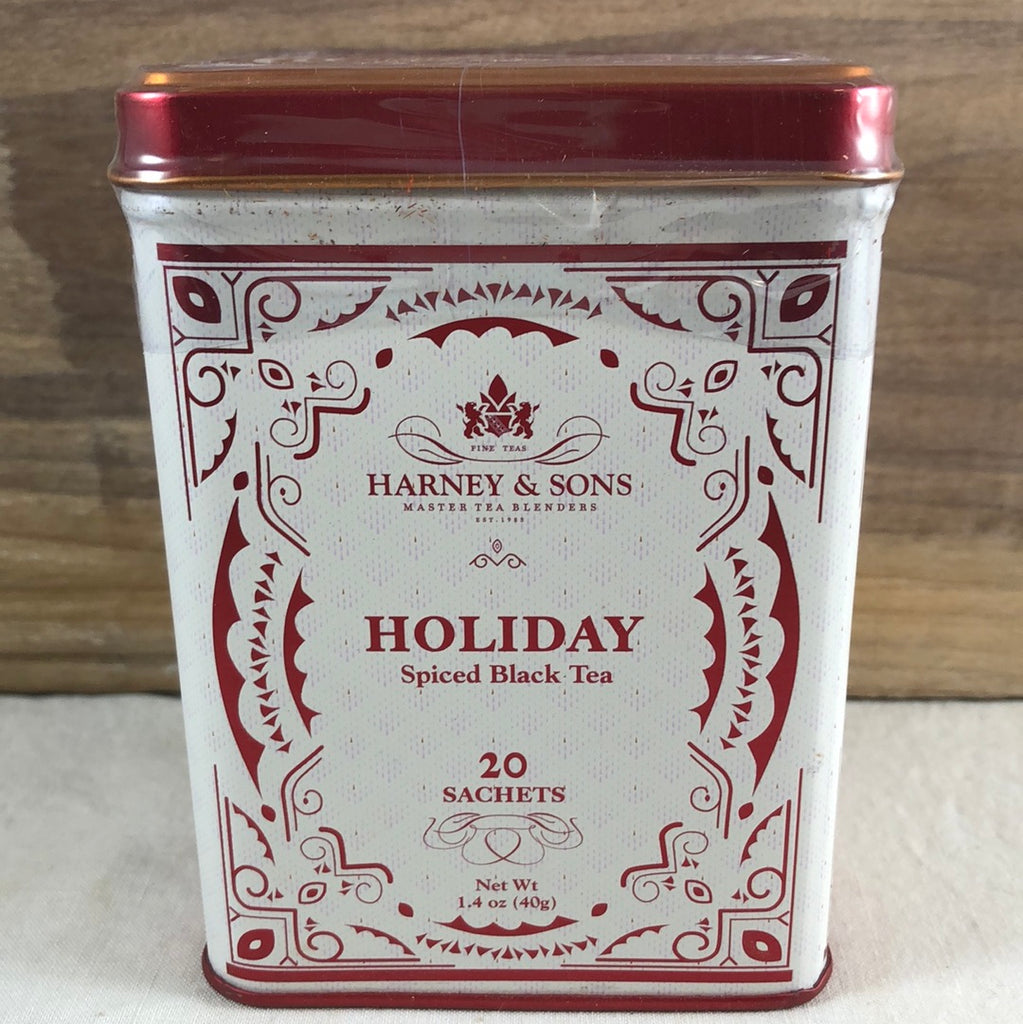 FINE TEAS
HARNEY & SONS
MASTER TEA BLENDERS
EST. 1983
HOLIDAY
Spiced Black Tea
20
SACHETS
Net Wt
1.4 oz (40g)